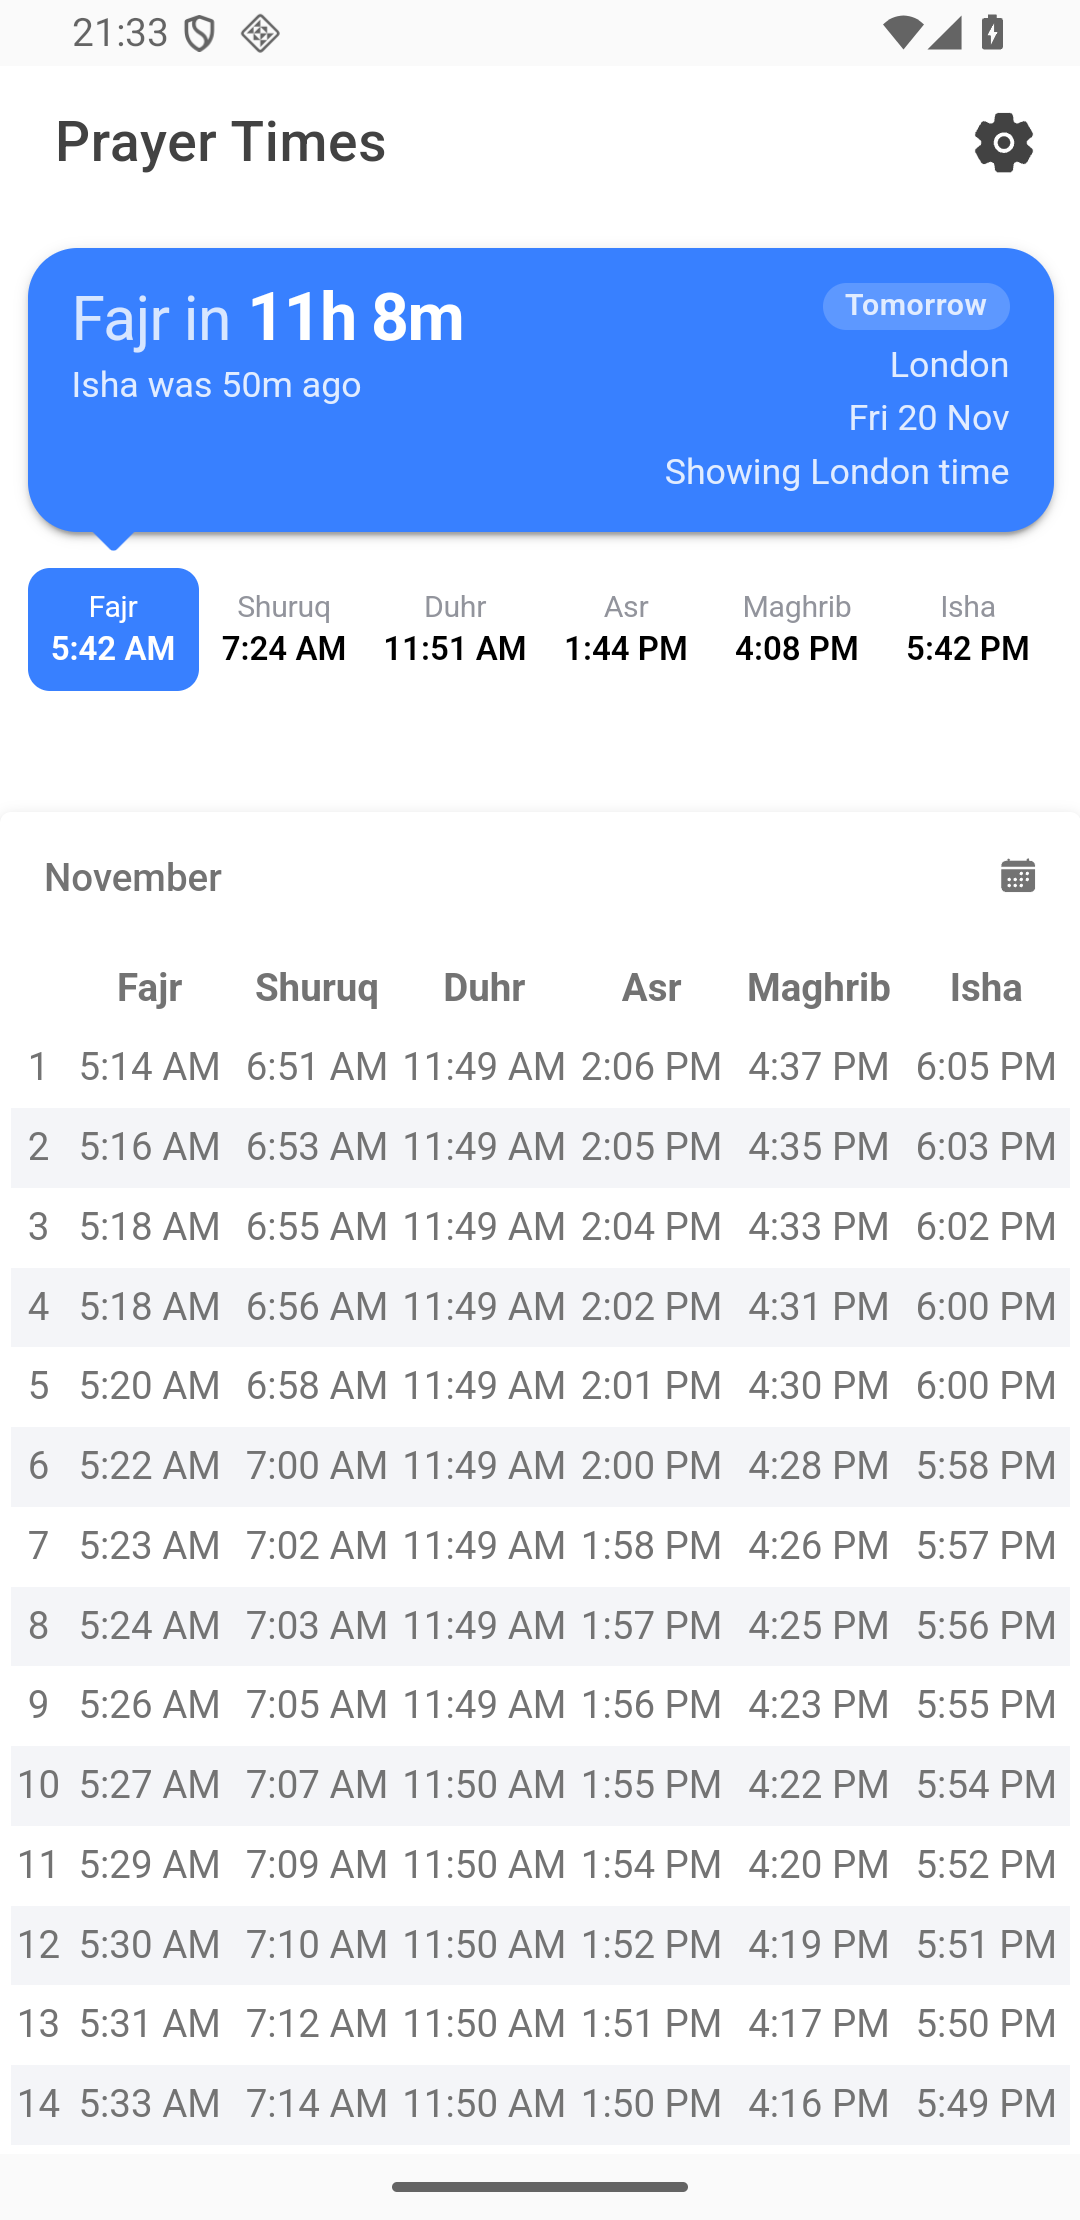 21:33
Prayer Times
Fajr in 11h 8m
Isha was 50m ago
Tomorrow
London
Fri 20 Nov
Showing London time
Fajr Shuruq Duhr Asr Maghrib Isha
5:42 AM 7:24 AM 11:51 AM 1:44 PM 4:08 PM 5:42 PM
November
Fajr Shuruq Duhr Asr Maghrib Isha
1 5:14 AM 6:51 AM 11:49 AM 2:06 PM 4:37 PM 6:05 PM
2 5:16 AM 6:53 AM 11:49 AM 2:05 PM 4:35 PM 6:03 PM
3 5:18 AM 6:55 AM 11:49 AM 2:04 PM 4:33 PM 6:02 PM
4 5:18 AM 6:56 AM 11:49 AM 2:02 PM 4:31 PM 6:00 PM
5 5:20 AM 6:58 AM 11:49 AM 2:01 PM 4:30 PM 6:00 PM
6 5:22 AM 7:00 AM 11:49 AM 2:00 PM 4:28 PM 5:58 PM
7 5:23 AM 7:02 AM 11:49 AM 1:58 PM 4:26 PM 5:57 PM
8 5:24 AM 7:03 AM 11:49 AM 1:57 PM 4:25 PM 5:56 PM
9 5:26 AM 7:05 AM 11:49 AM 1:56 PM 4:23 PM 5:55 PM
10 5:27 AM 7:07 AM 11:50 AM 1:55 PM 4:22 PM 5:54 PM
11 5:29 AM 7:09 AM 11:50 AM 1:54 PM 4:20 PM 5:52 PM
12 5:30 AM 7:10 AM 11:50 AM 1:52 PM 4:19 PM 5:51 PM
13 5:31 AM 7:12 AM 11:50 AM 1:51 PM 4:17 PM 5:50 PM
14 5:33 AM 7:14 AM 11:50 AM 1:50 PM 4:16 PM 5:49 PM